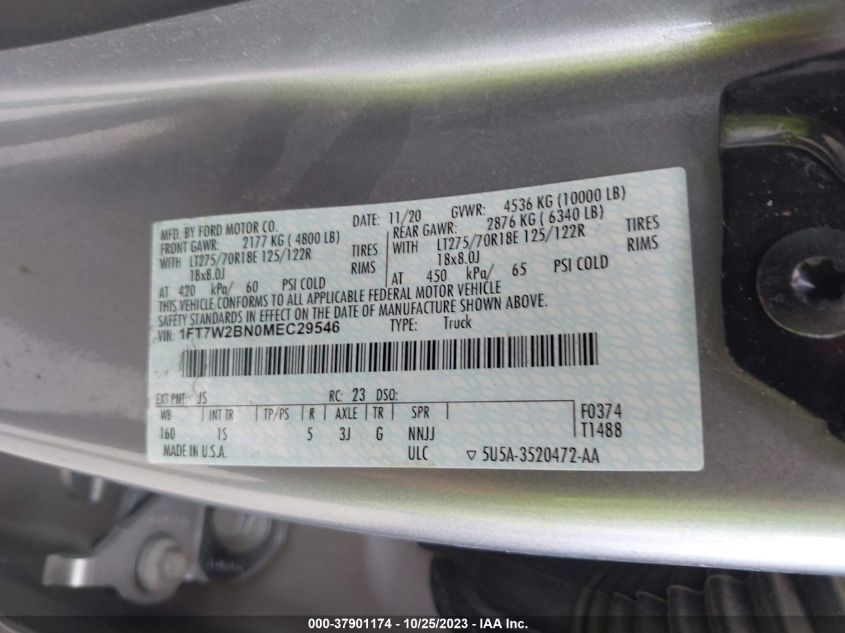 MFD. BY FORD MOTOR CO.
DATE: 11/20 GVWR: 4536 KG (10000 LB)
FRONT GAWR: 2177 KG ( 4800 LB) REAR GAWR: 2876 KG ( 6340 LB)
WITH LT275/70R18E 125/122R TIRES WITH LT275/70R18E 125/122R TIRES
18x8.0J RIMS 18x8.0J RIMS
AT 420 kPa/ 60 PSI COLD AT 450 kPa/ 65 PSI COLD
THIS VEHICLE CONFORMS TO ALL APPLICABLE FEDERAL MOTOR VEHICLE
SAFETY STANDARDS IN EFFECT ON THE DATE OF MANUFACTURE SHOWN ABOVE.
VIN: 1FT7W2BN0MEC29546 TYPE: Truck
EXT PNT: JS RC: 23 DSO:
WB INT TR TP/PS R AXLE TR SPR F0374
160 1S 5 3J G NNJJ T1488
MADE IN U.S.A. ULC ▽ 5U5A-3520472-AA
000-37901174 - 10/25/2023 - IAA Inc.